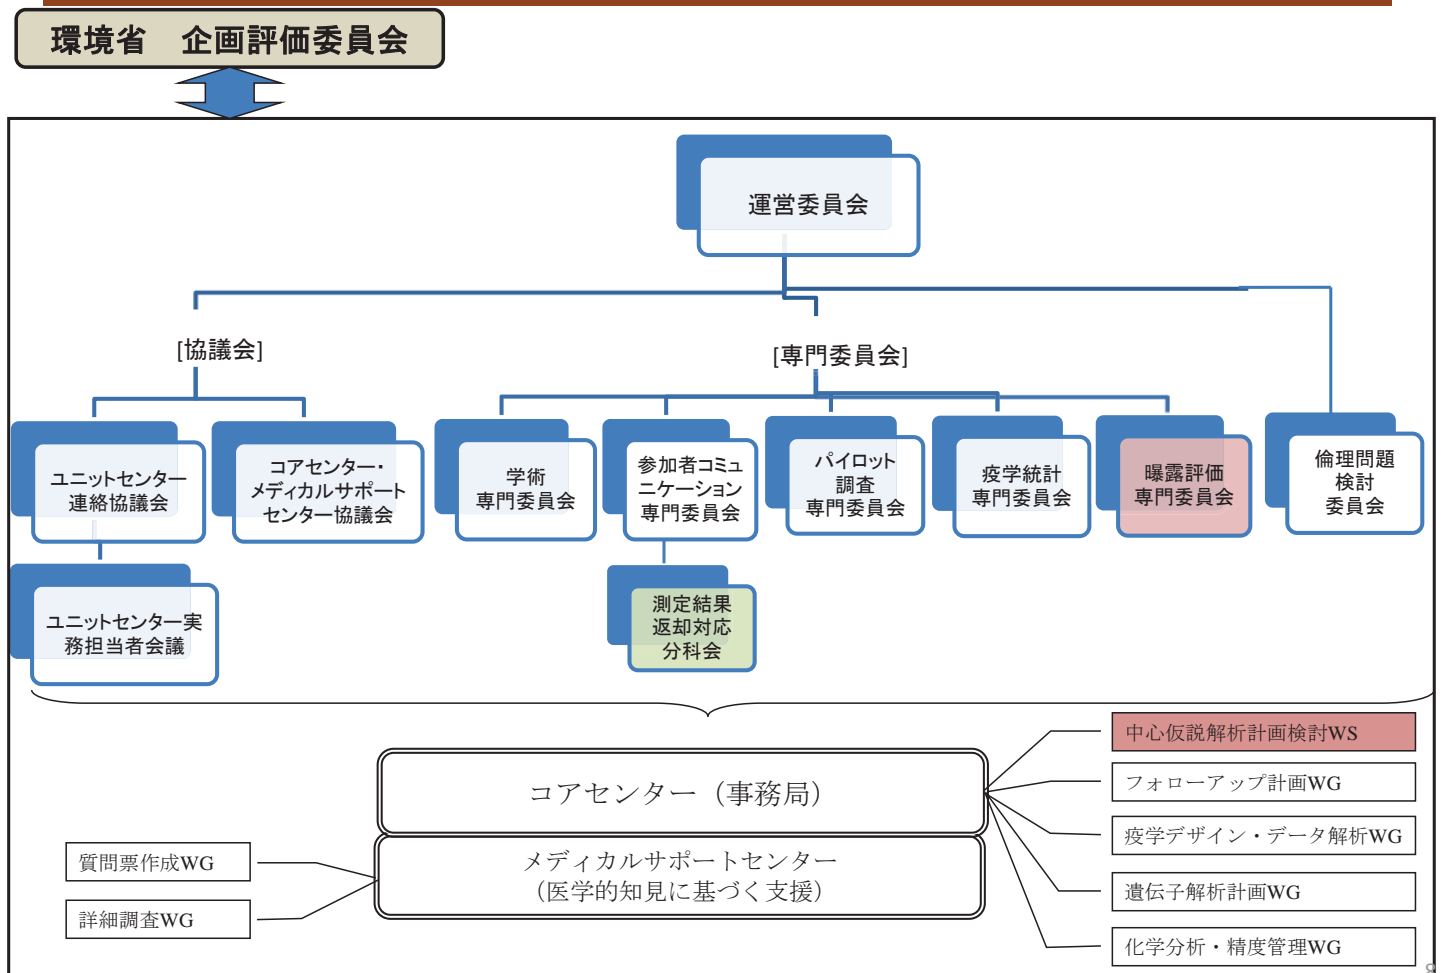 環境省　企画評価委員会
運営委員会
[協議会]
[専門委員会]
ユニットセンター
連絡協議会
コアセンター・
メディカルサポート
センター協議会
学術
専門委員会
参加者コミュ
ニケーション
専門委員会
パイロット
調査
専門委員会
疫学統計
専門委員会
曝露評価
専門委員会
倫理問題
検討
委員会
ユニットセンター実
務担当者会議
測定結果
返却対応
分科会
コアセンター（事務局）
メディカルサポートセンター
（医学的知見に基づく支援）
質問票作成WG
詳細調査WG
中心仮説解析計画検討WS
フォローアップ計画WG
疫学デザイン・データ解析WG
遺伝子解析計画WG
化学分析・精度管理WG